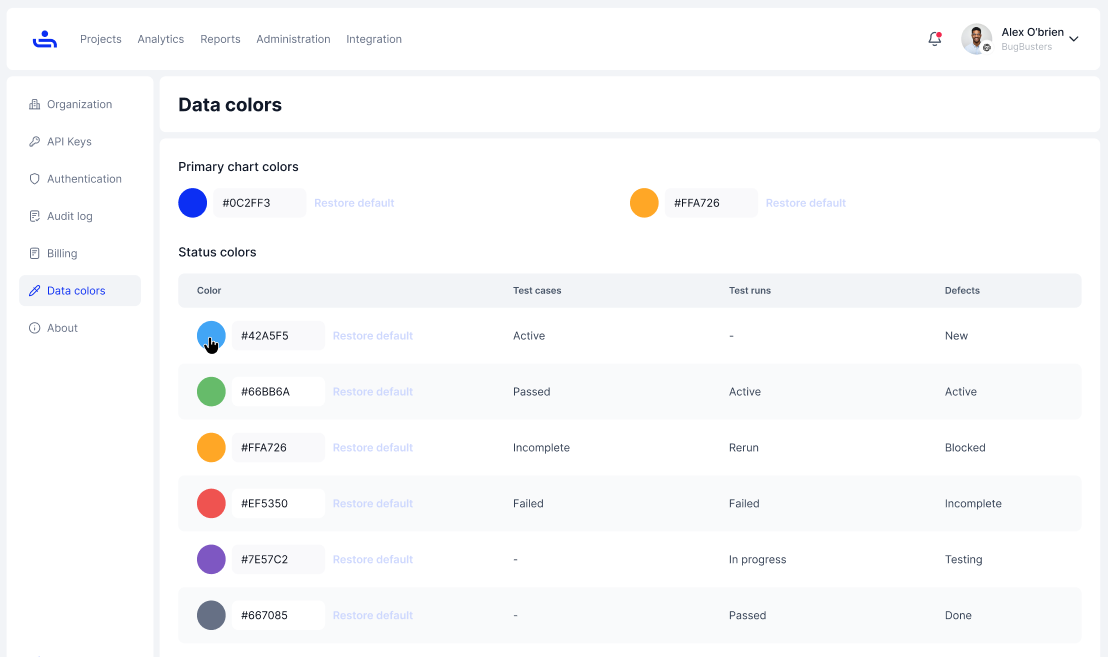 Projects Analytics Reports Administration Integration
Alex O'brien
BugBusters
Organization
API Keys
Authentication
Audit log
Billing
Data colors
About
Data colors
Primary chart colors
#0C2FF3 Restore default #FFA726 Restore default
Status colors
Color Test cases Test runs Defects
#42A5F5 Restore default Active - New
#66BB6A Restore default Passed Active Active
#FFA726 Restore default Incomplete Rerun Blocked
#EF5350 Restore default Failed Failed Incomplete
#7E57C2 Restore default - In progress Testing
#667085 Restore default - Passed Done